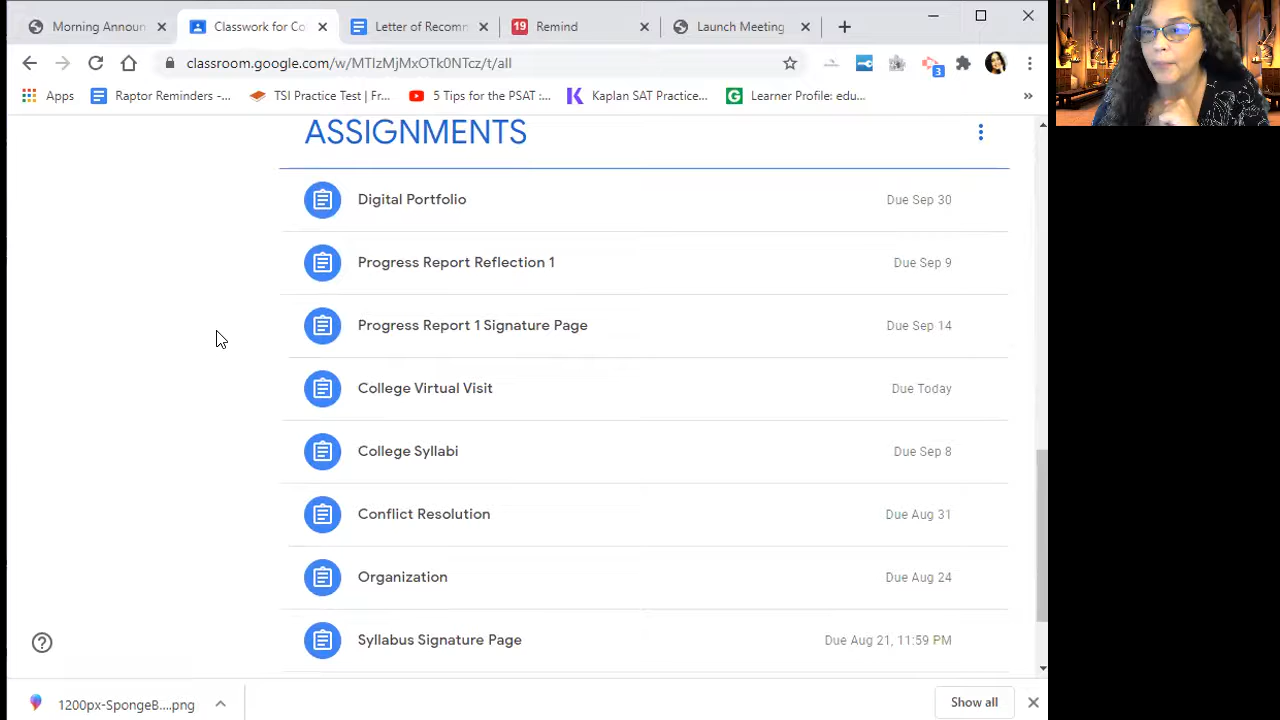 Morning Announ
Classwork for Co
Letter of Recomm
19 Remind
Launch Meeting
classroom.google.com/w/MTIzMjMxOTk0NTcz/t/all
3
Apps
Raptor Reminders -...
TSI Practice Test | Fr...
5 Tips for the PSAT :...
K Kaplan SAT Practice...
G Learner Profile: edu...
»
ASSIGNMENTS
Digital Portfolio Due Sep 30
Progress Report Reflection 1 Due Sep 9
Progress Report 1 Signature Page Due Sep 14
College Virtual Visit Due Today
College Syllabi Due Sep 8
Conflict Resolution Due Aug 31
Organization Due Aug 24
Syllabus Signature Page Due Aug 21, 11:59 PM
1200px-SpongeB....png
Show all